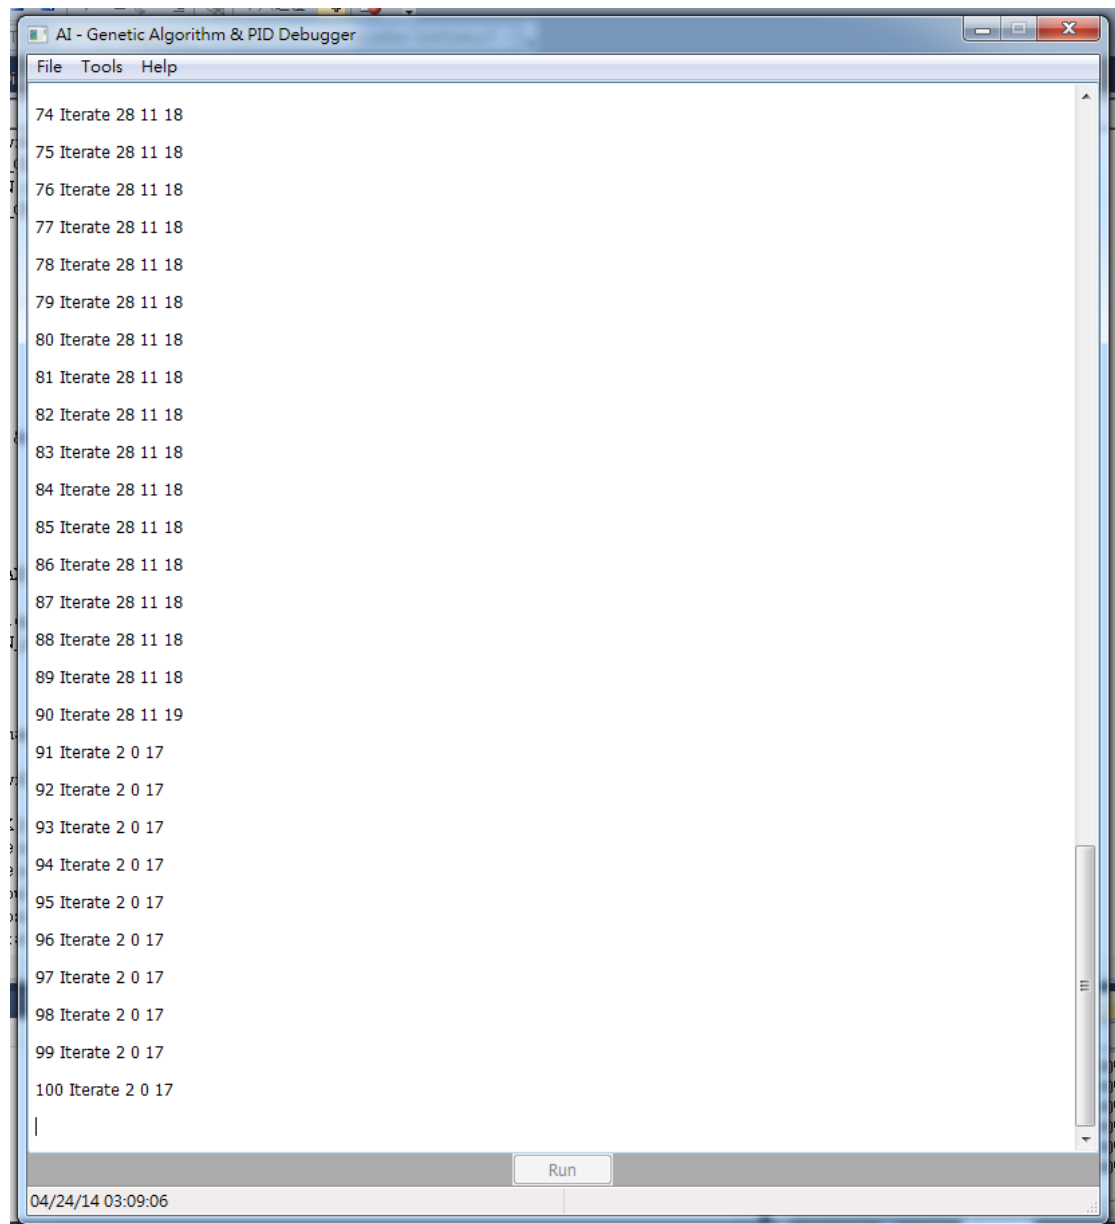 AI - Genetic Algorithm & PID Debugger
File Tools Help
74 Iterate 28 11 18
75 Iterate 28 11 18
76 Iterate 28 11 18
77 Iterate 28 11 18
78 Iterate 28 11 18
79 Iterate 28 11 18
80 Iterate 28 11 18
81 Iterate 28 11 18
82 Iterate 28 11 18
83 Iterate 28 11 18
84 Iterate 28 11 18
85 Iterate 28 11 18
86 Iterate 28 11 18
87 Iterate 28 11 18
88 Iterate 28 11 18
89 Iterate 28 11 18
90 Iterate 28 11 19
91 Iterate 2 0 17
92 Iterate 2 0 17
93 Iterate 2 0 17
94 Iterate 2 0 17
95 Iterate 2 0 17
96 Iterate 2 0 17
97 Iterate 2 0 17
98 Iterate 2 0 17
99 Iterate 2 0 17
100 Iterate 2 0 17
Run
04/24/14 03:09:06